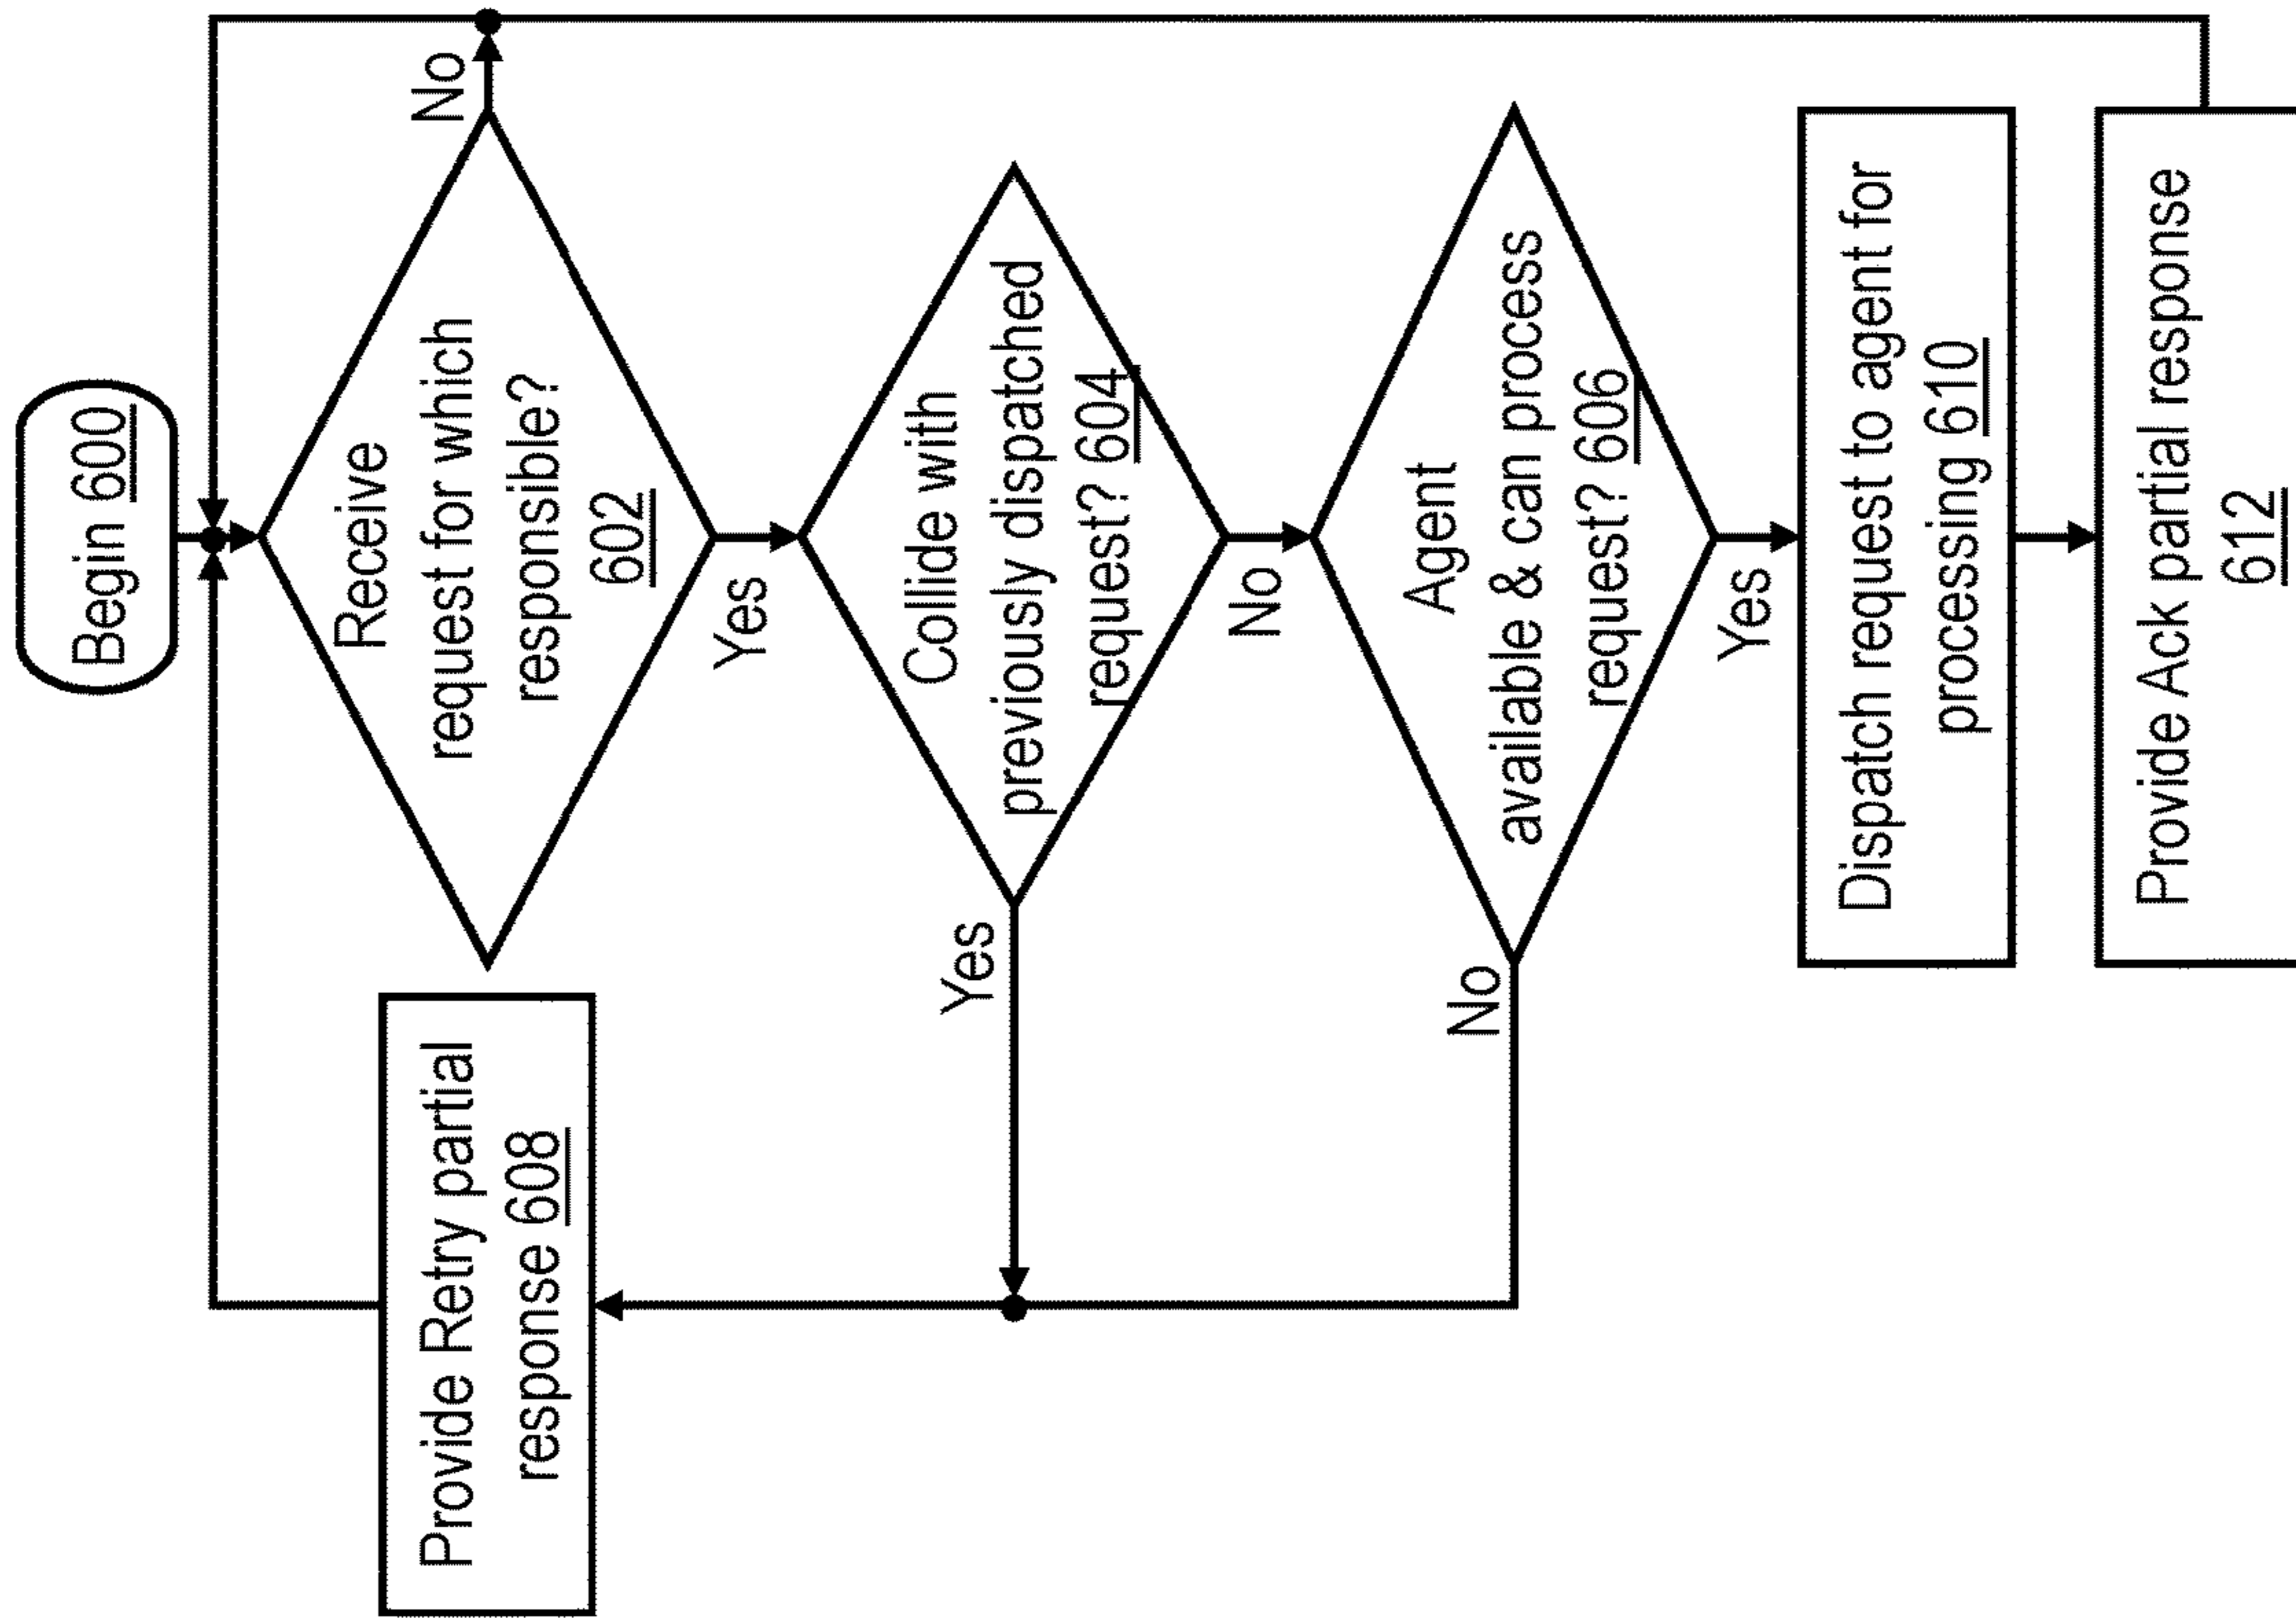 Begin 600
Receive
request for which
responsible?
602
No
Yes
Collide with
previously dispatched
request? 604
Yes
No
Agent
available & can process
request? 606
No
Yes
Provide Retry partial
response 608
Dispatch request to agent for
processing 610
Provide Ack partial response
612